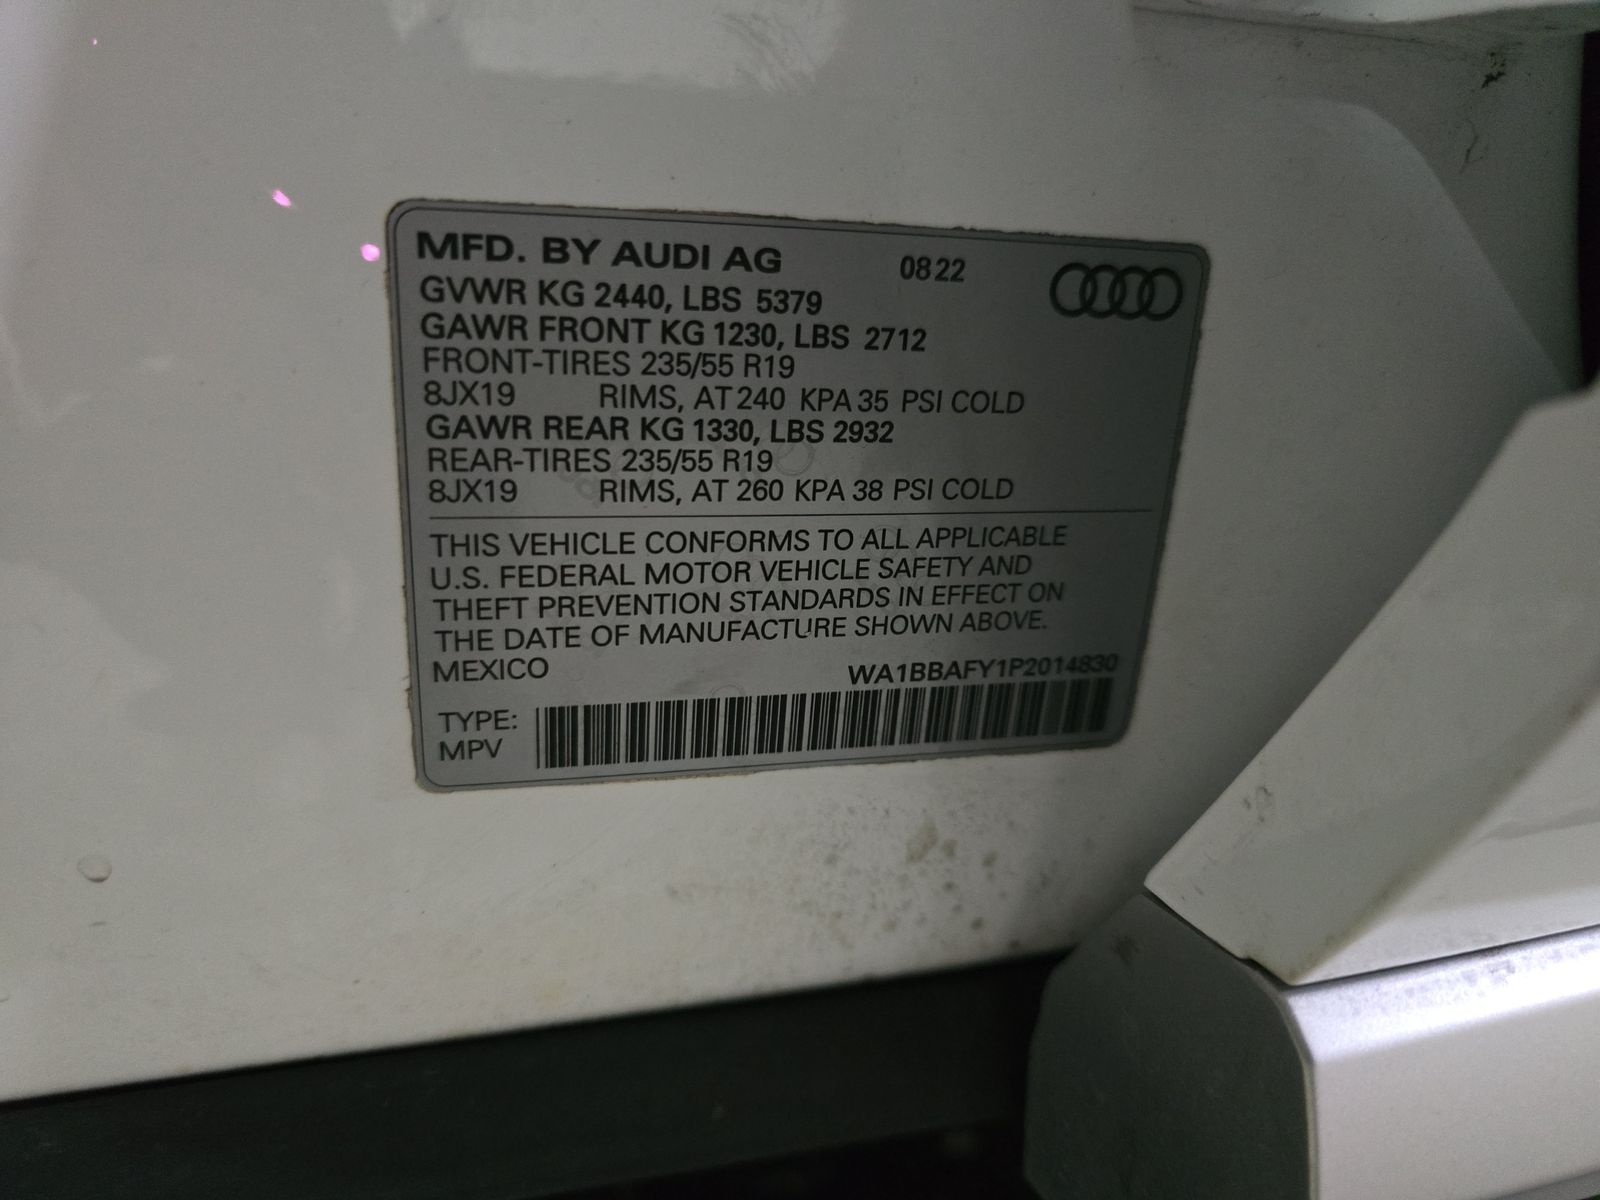 MFD. BY AUDI AG 0822
GVWR KG 2440, LBS 5379
GAWR FRONT KG 1230, LBS 2712
FRONT-TIRES 235/55 R19
8JX19 RIMS, AT 240 KPA 35 PSI COLD
GAWR REAR KG 1330, LBS 2932
REAR-TIRES 235/55 R19
8JX19 RIMS, AT 260 KPA 38 PSI COLD
THIS VEHICLE CONFORMS TO ALL APPLICABLE
U.S. FEDERAL MOTOR VEHICLE SAFETY AND
THEFT PREVENTION STANDARDS IN EFFECT ON
THE DATE OF MANUFACTURE SHOWN ABOVE.
MEXICO WA1BBAFY1P2014830
TYPE:
MPV